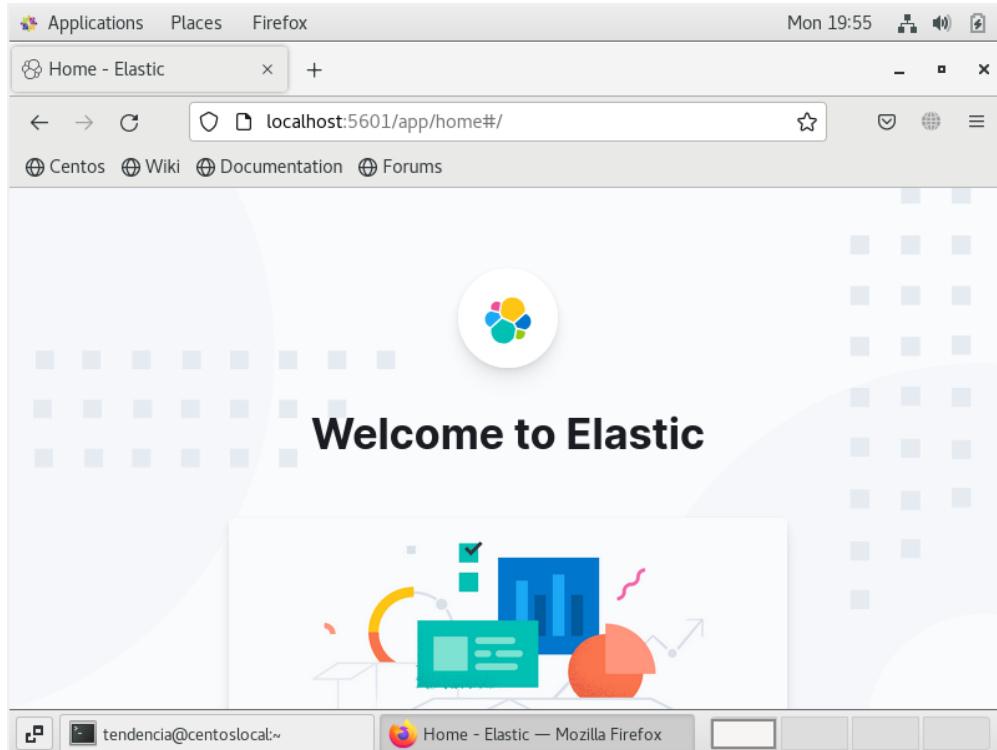 Applications Places Firefox Mon 19:55
Home - Elastic
localhost:5601/app/home#/
Centos Wiki Documentation Forums
Welcome to Elastic
tendencia@centoslocal:~ Home - Elastic — Mozilla Firefox